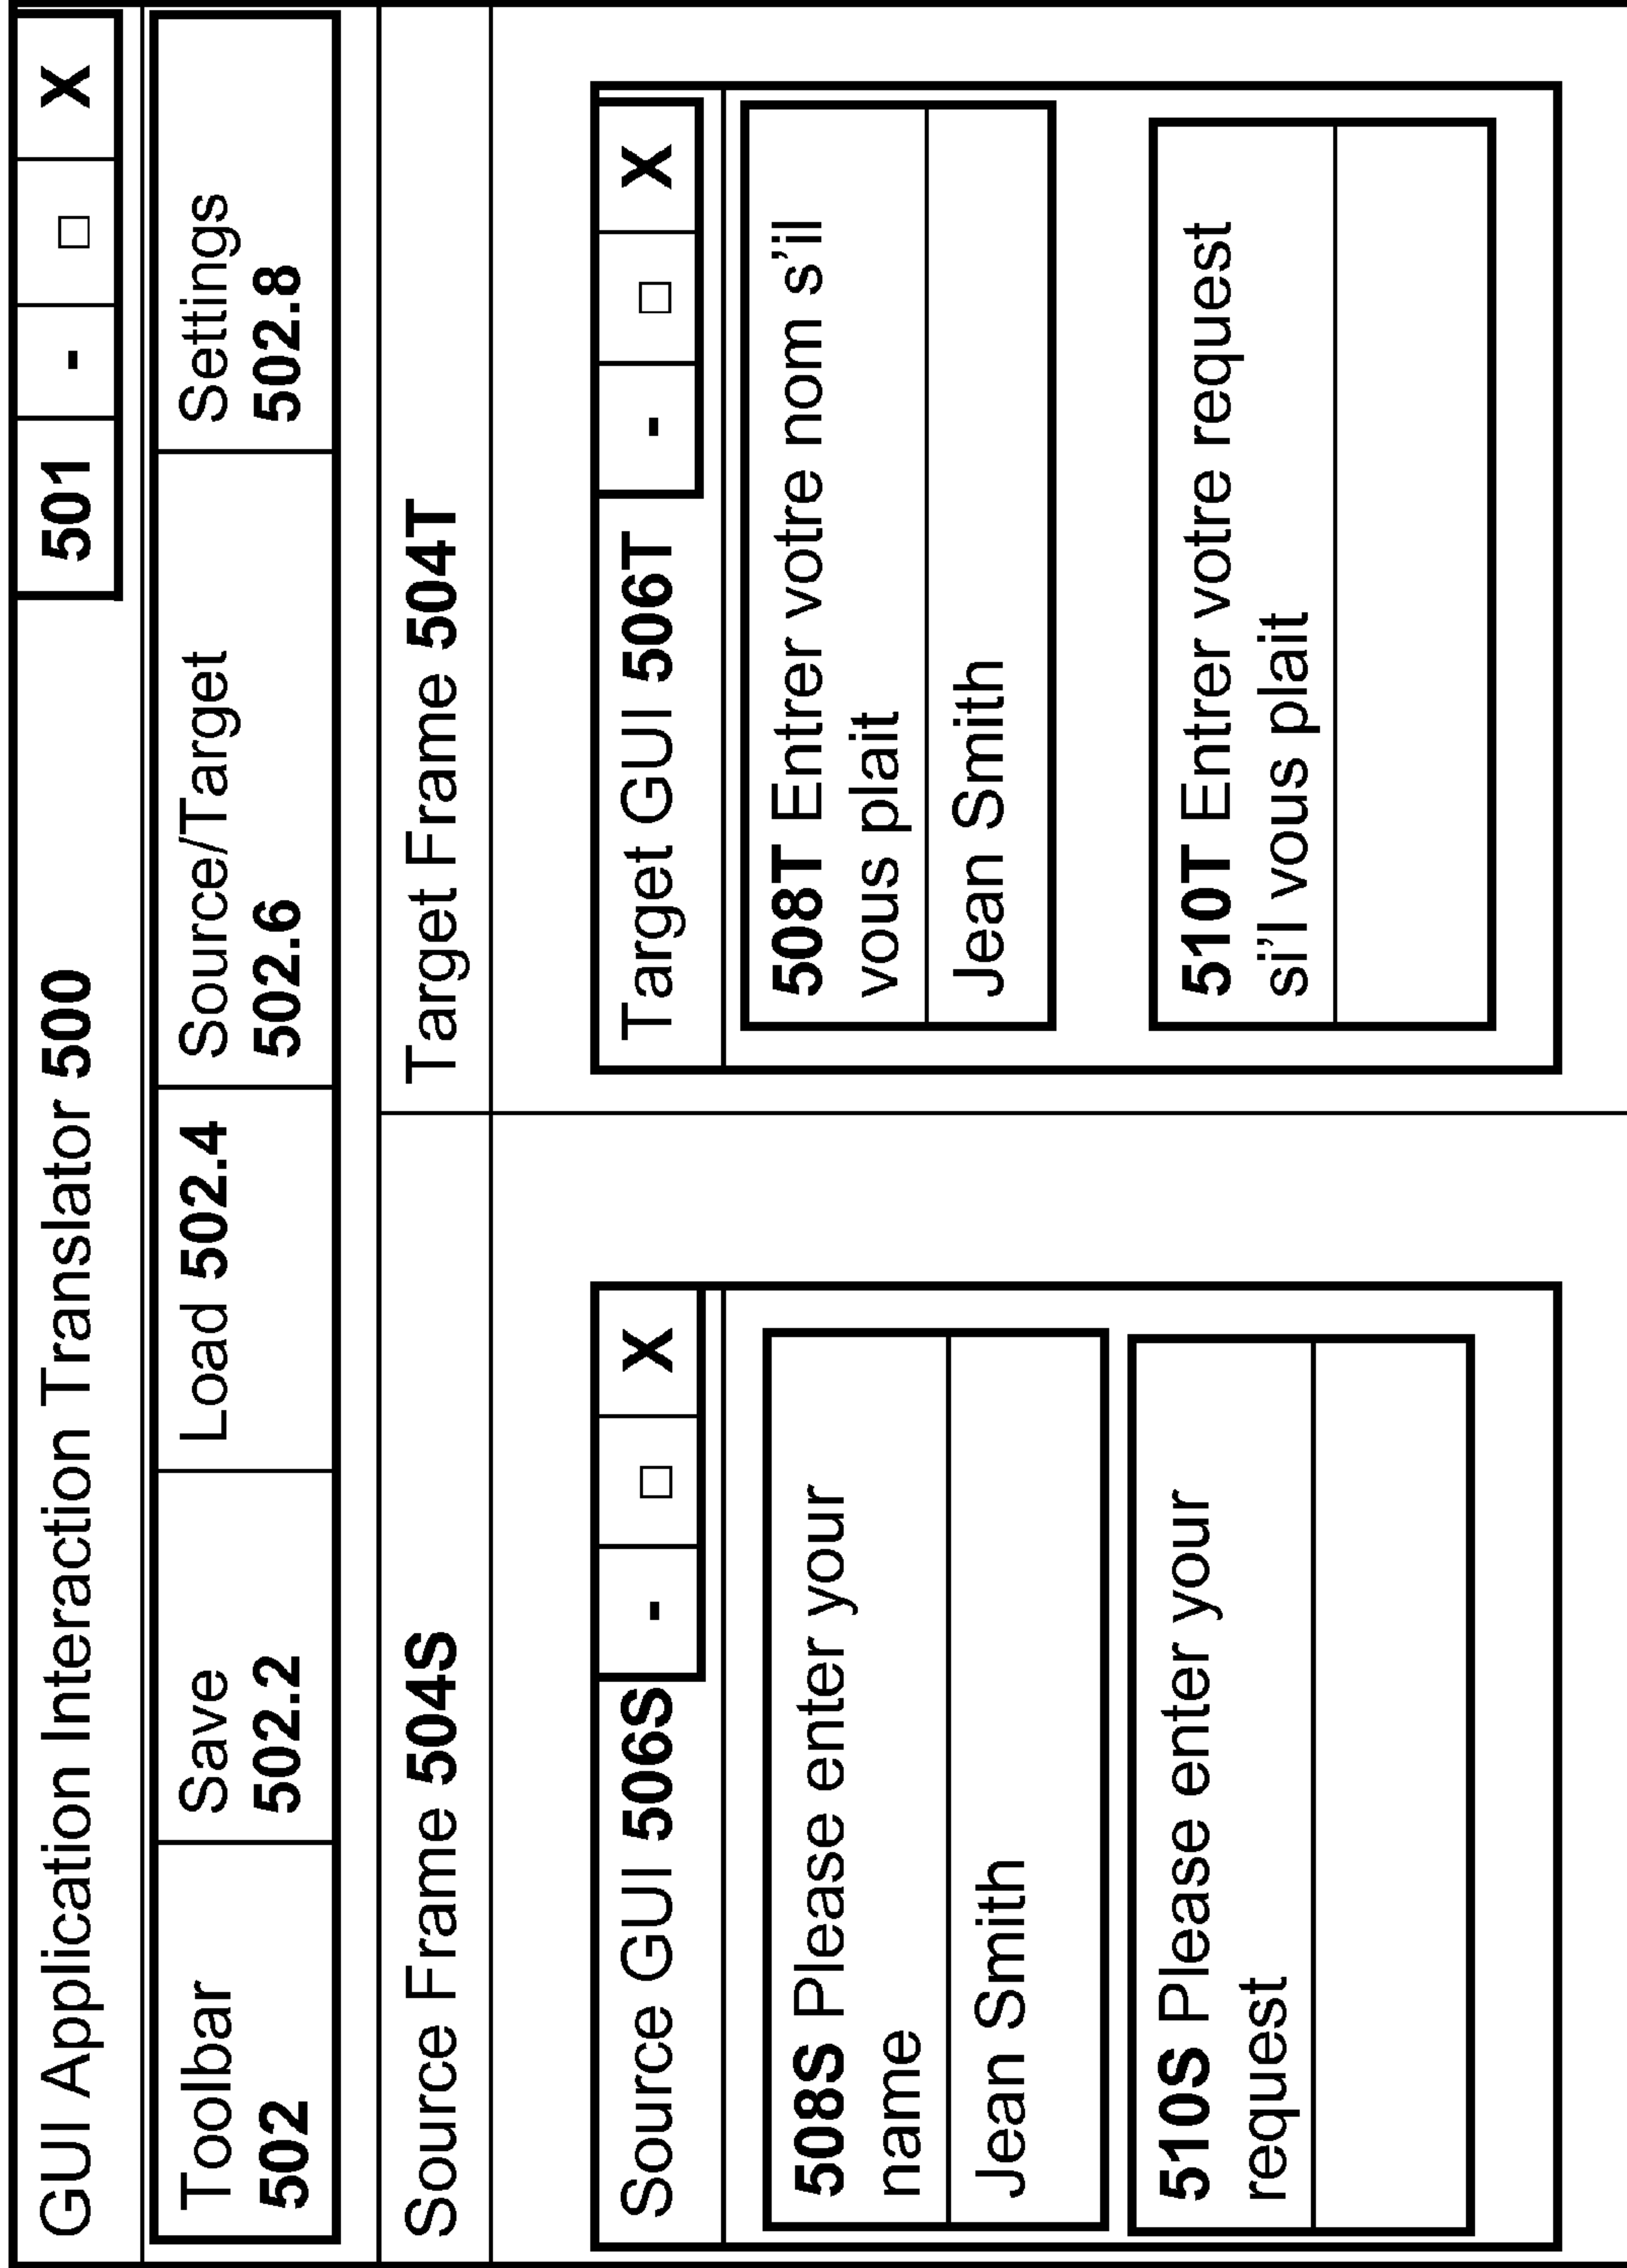 GUI Application Interaction Translator 500
501 - □ X
Toolbar
502
Save
502.2
Load 502.4
Source/Target
502.6
Settings
502.8
Source Frame 504S
Target Frame 504T
Source GUI 506S - □ X
508S Please enter your
name
Jean Smith
510S Please enter your
request
Target GUI 506T - □ X
508T Entrer votre nom s’il
vous plait
Jean Smith
510T Entrer votre request
si’l vous plait